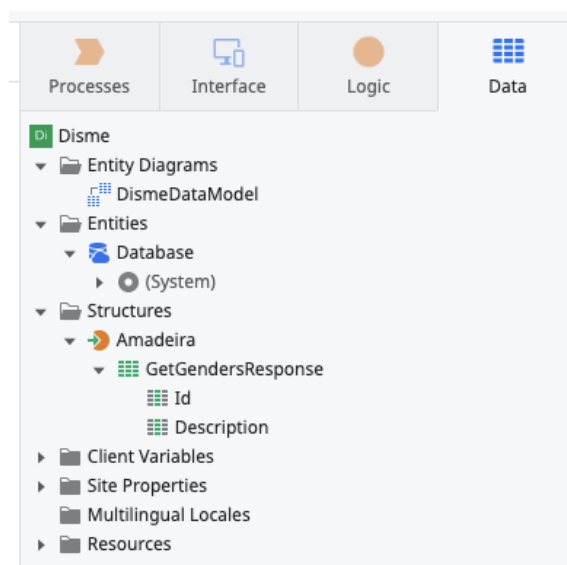 Processes
Interface
Logic
Data
Di Disme
Entity Diagrams
DismeDataModel
Entities
Database
(System)
Structures
Amadeira
GetGendersResponse
Id
Description
Client Variables
Site Properties
Multilingual Locales
Resources